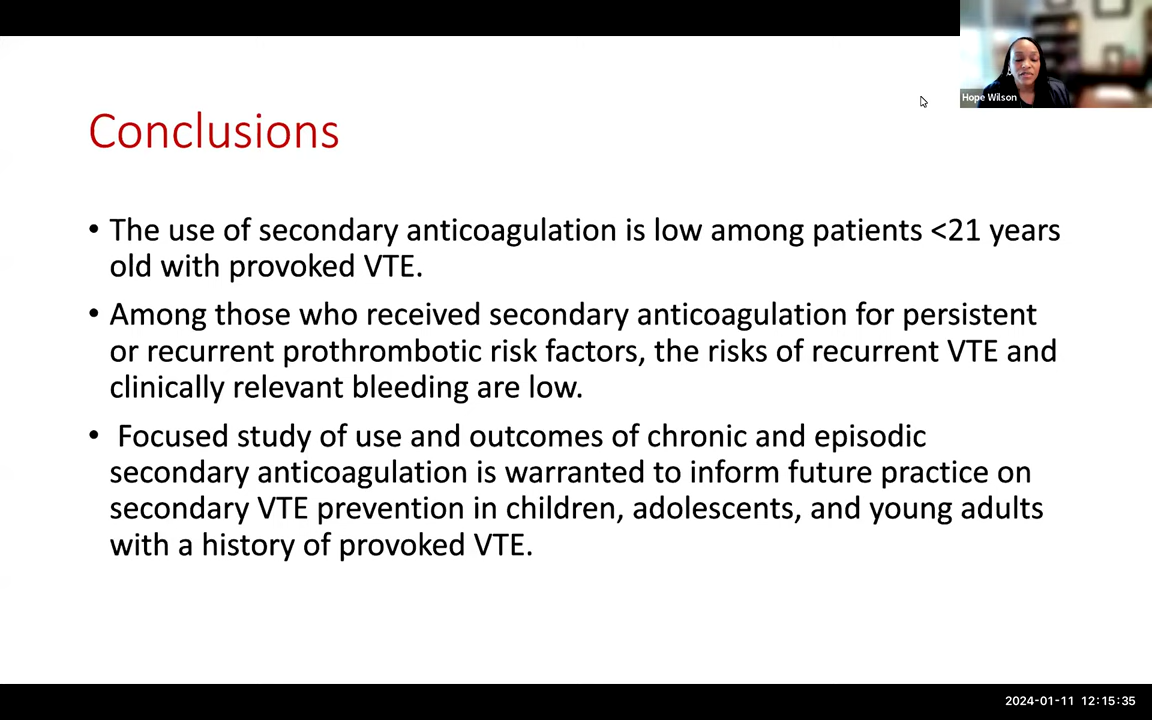 Hope Wilson
Conclusions
• The use of secondary anticoagulation is low among patients <21 years
old with provoked VTE.
• Among those who received secondary anticoagulation for persistent
or recurrent prothrombotic risk factors, the risks of recurrent VTE and
clinically relevant bleeding are low.
• Focused study of use and outcomes of chronic and episodic
secondary anticoagulation is warranted to inform future practice on
secondary VTE prevention in children, adolescents, and young adults
with a history of provoked VTE.
2024-01-11 12:15:35